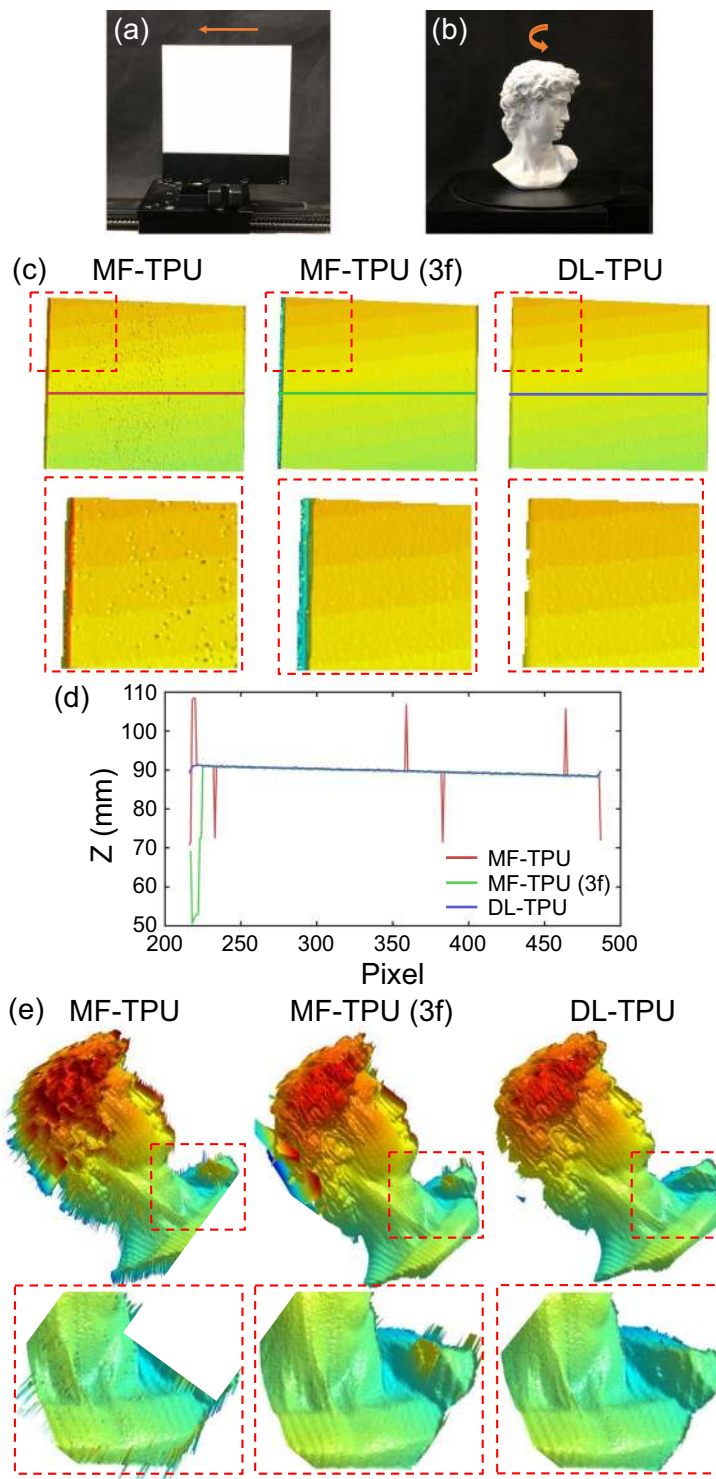 (a) (b)
(c) MF-TPU MF-TPU (3f) DL-TPU
(d)
110
100
90
80
70
60
50
Z (mm)
MF-TPU
MF-TPU (3f)
DL-TPU
200 250 300 350 400 450 500
Pixel
(e) MF-TPU MF-TPU (3f) DL-TPU